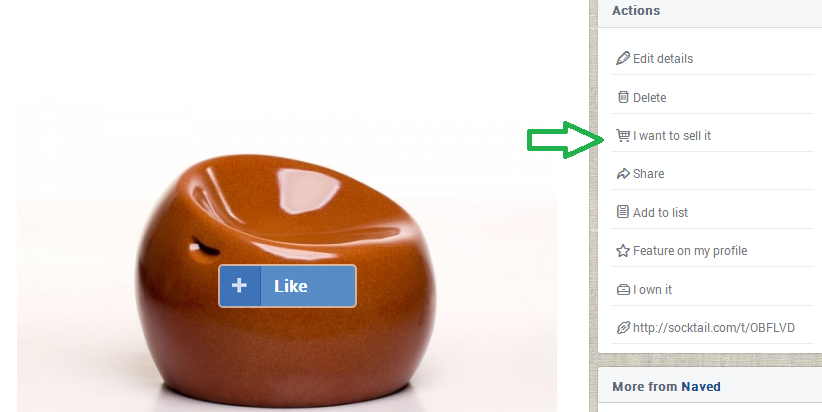 Actions
Edit details
Delete
I want to sell it
Share
Add to list
Feature on my profile
I own it
http://socktail.com/t/OBFLVD
More from Naved
+ Like